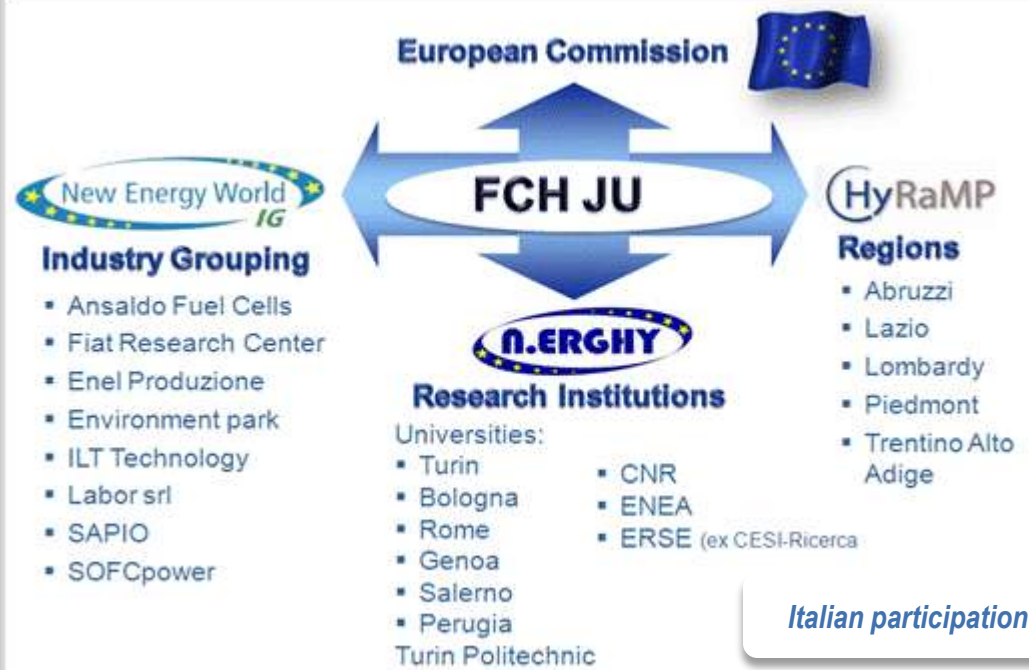 European Commission
FCH JU
New Energy World
IG
Industry Grouping
▪ Ansaldo Fuel Cells
▪ Fiat Research Center
▪ Enel Produzione
▪ Environment park
▪ ILT Technology
▪ Labor srl
▪ SAPIO
▪ SOFCpower
n.ERGHY
Research Institutions
Universities:
▪ Turin
▪ Bologna
▪ Rome
▪ Genoa
▪ Salerno
▪ Perugia
Turin Politechnic
▪ CNR
▪ ENEA
▪ ERSE (ex CESI-Ricerca
HyRaMP
Regions
▪ Abruzzi
▪ Lazio
▪ Lombardy
▪ Piedmont
▪ Trentino Alto
Adige
Italian participation